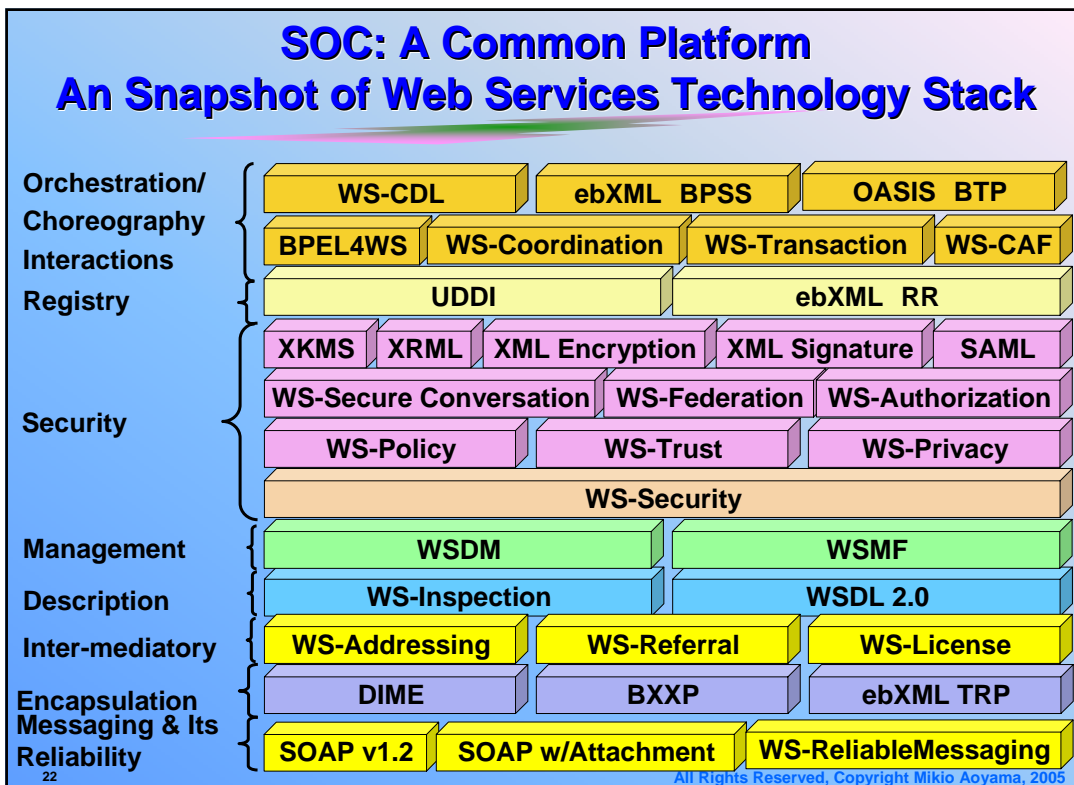 SOC: A Common Platform
An Snapshot of Web Services Technology Stack
Orchestration/
Choreography
Interactions
WS-CDL
ebXML BPSS
OASIS BTP
BPEL4WS
WS-Coordination
WS-Transaction
WS-CAF
Registry
UDDI
ebXML RR
Security
XKMS
XRML
XML Encryption
XML Signature
SAML
WS-Secure Conversation
WS-Federation
WS-Authorization
WS-Policy
WS-Trust
WS-Privacy
WS-Security
Management
WSDM
WSMF
Description
WS-Inspection
WSDL 2.0
Inter-mediatory
WS-Addressing
WS-Referral
WS-License
Encapsulation
DIME
BXXP
ebXML TRP
Messaging & Its
Reliability
SOAP v1.2
SOAP w/Attachment
WS-ReliableMessaging
22
All Rights Reserved, Copyright Mikio Aoyama, 2005